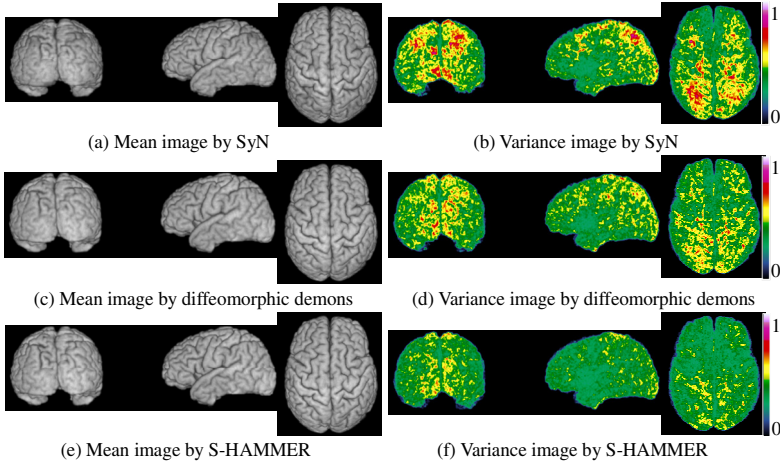 1
0
(a) Mean image by SyN
(b) Variance image by SyN
1
0
(c) Mean image by diffeomorphic demons
(d) Variance image by diffeomorphic demons
1
0
(e) Mean image by S-HAMMER
(f) Variance image by S-HAMMER